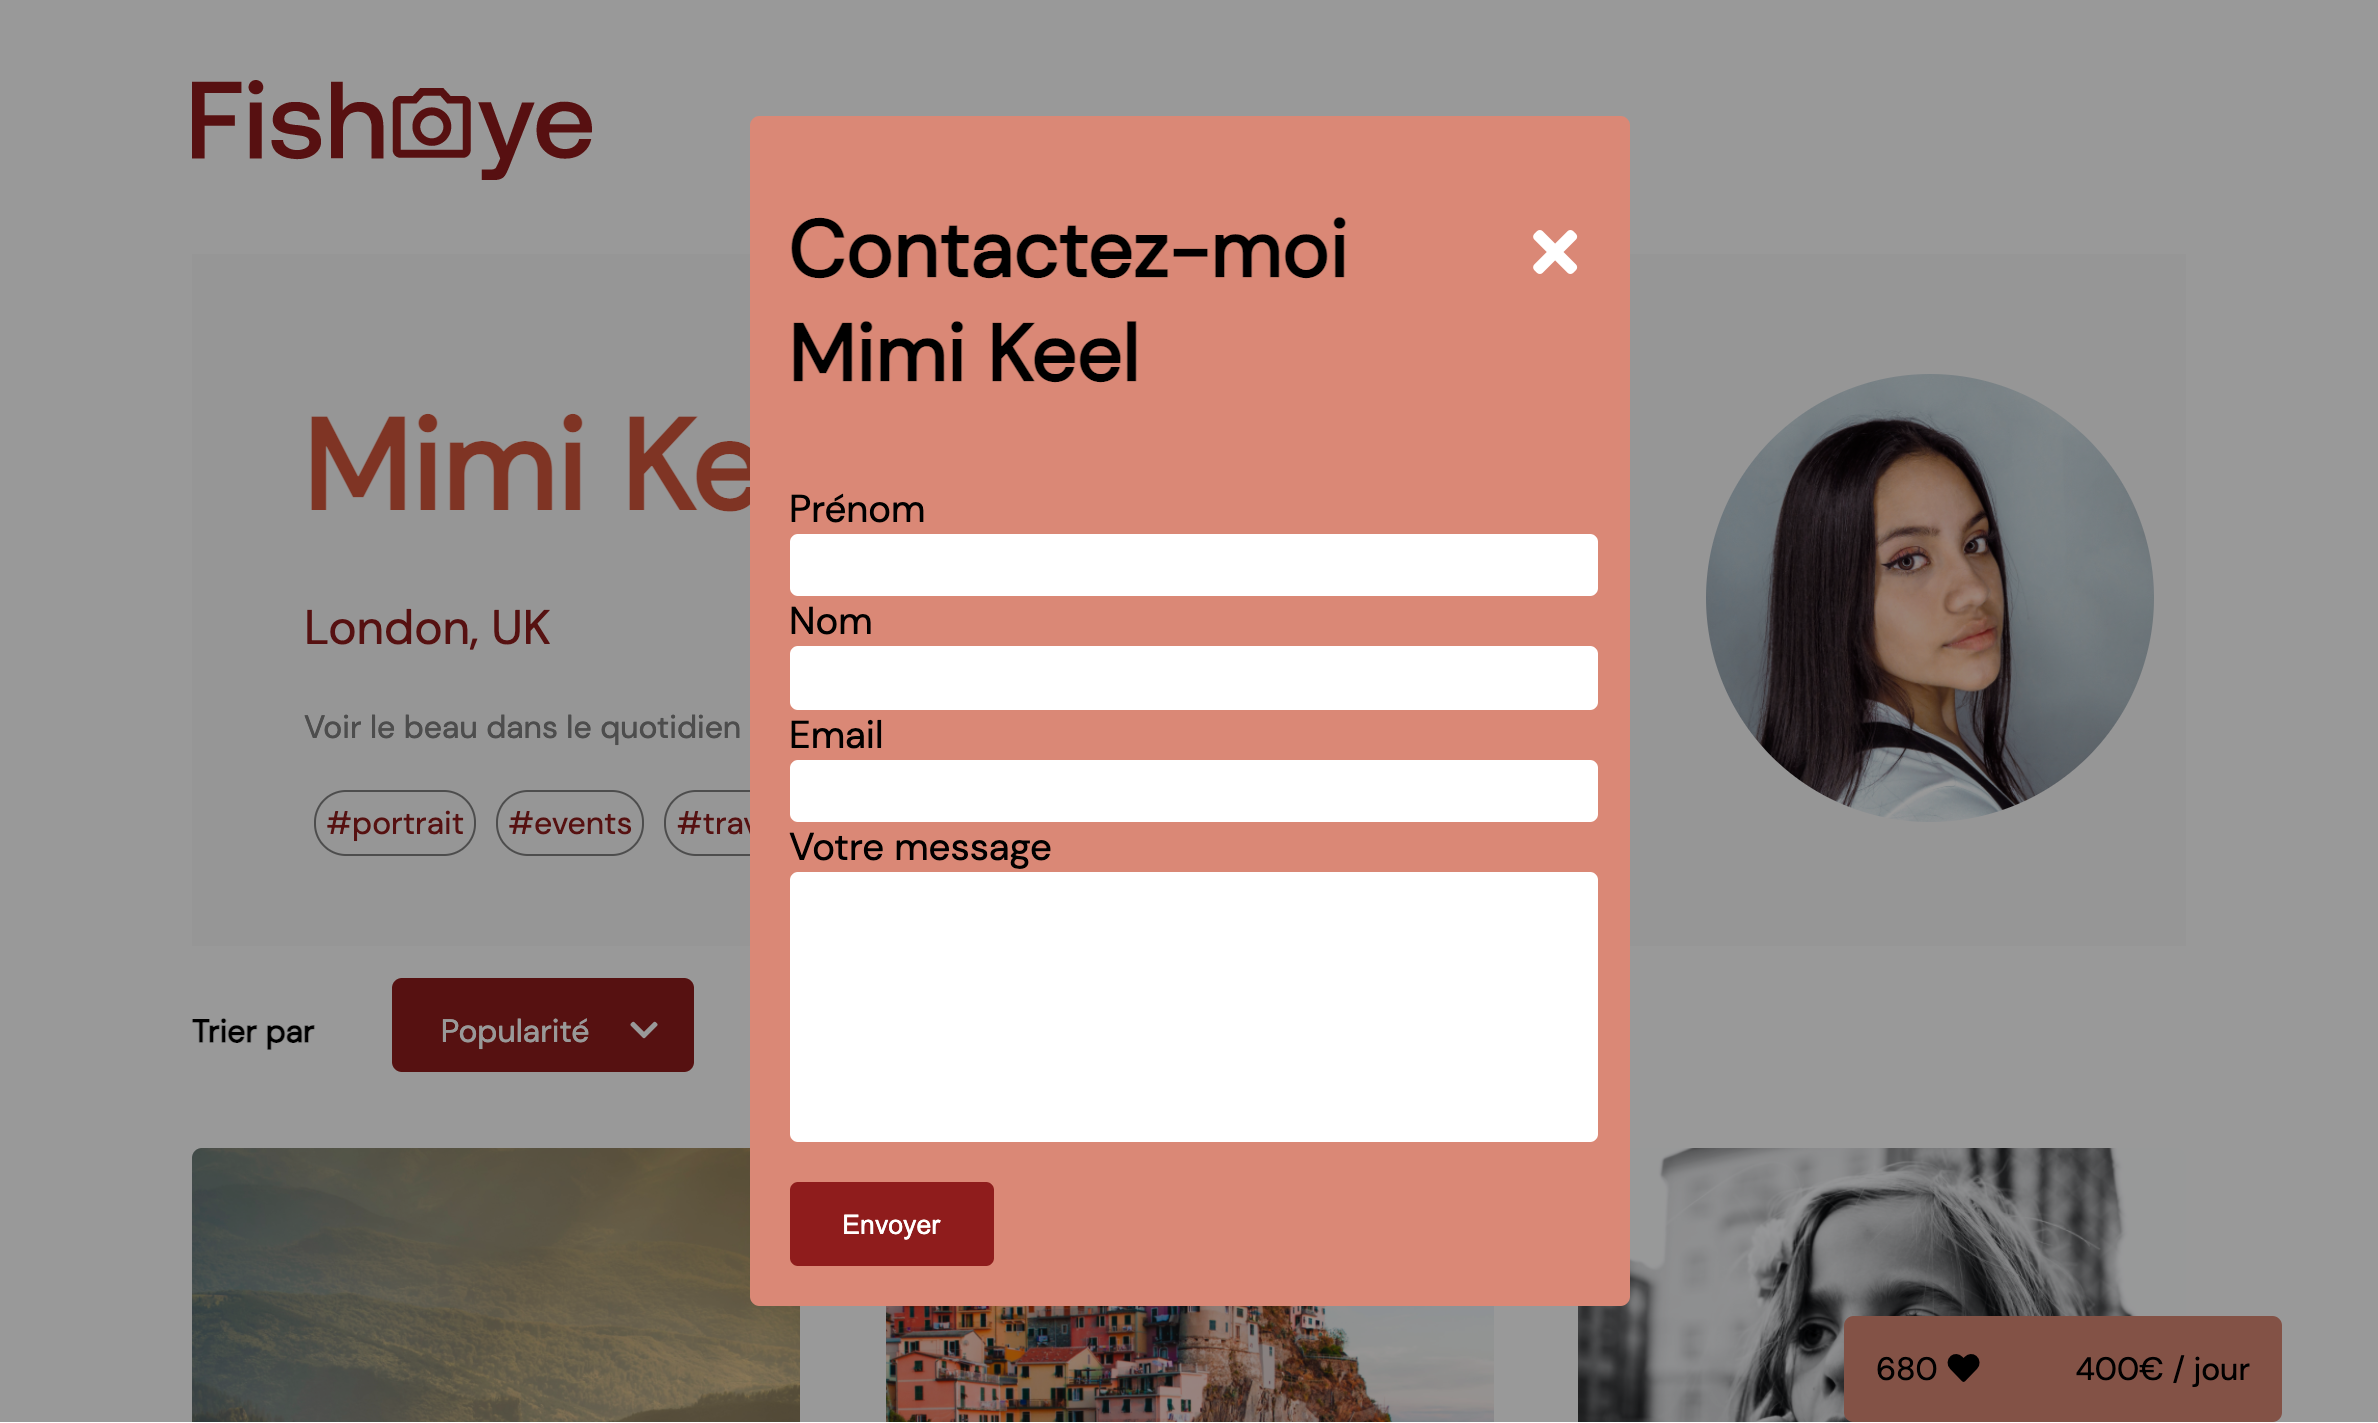 Fisheye
Contactez-moi
Mimi Keel
Mimi Ke
London, UK
Voir le beau dans le quotidien
#portrait #events #trav
Prénom
Nom
Email
Votre message
Envoyer
Trier par
Popularité
680
400€ / jour